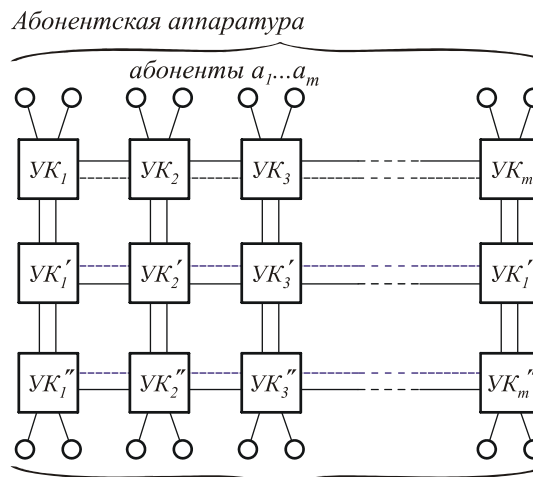 Абонентская аппаратура
абоненты a₁...aₘ
УК₁ УК₂ УК₃ УКₘ
УК₁′ УК₂′ УК₃′ УК₁′
УК₁″ УК₂″ УК₃″ УКₘ″